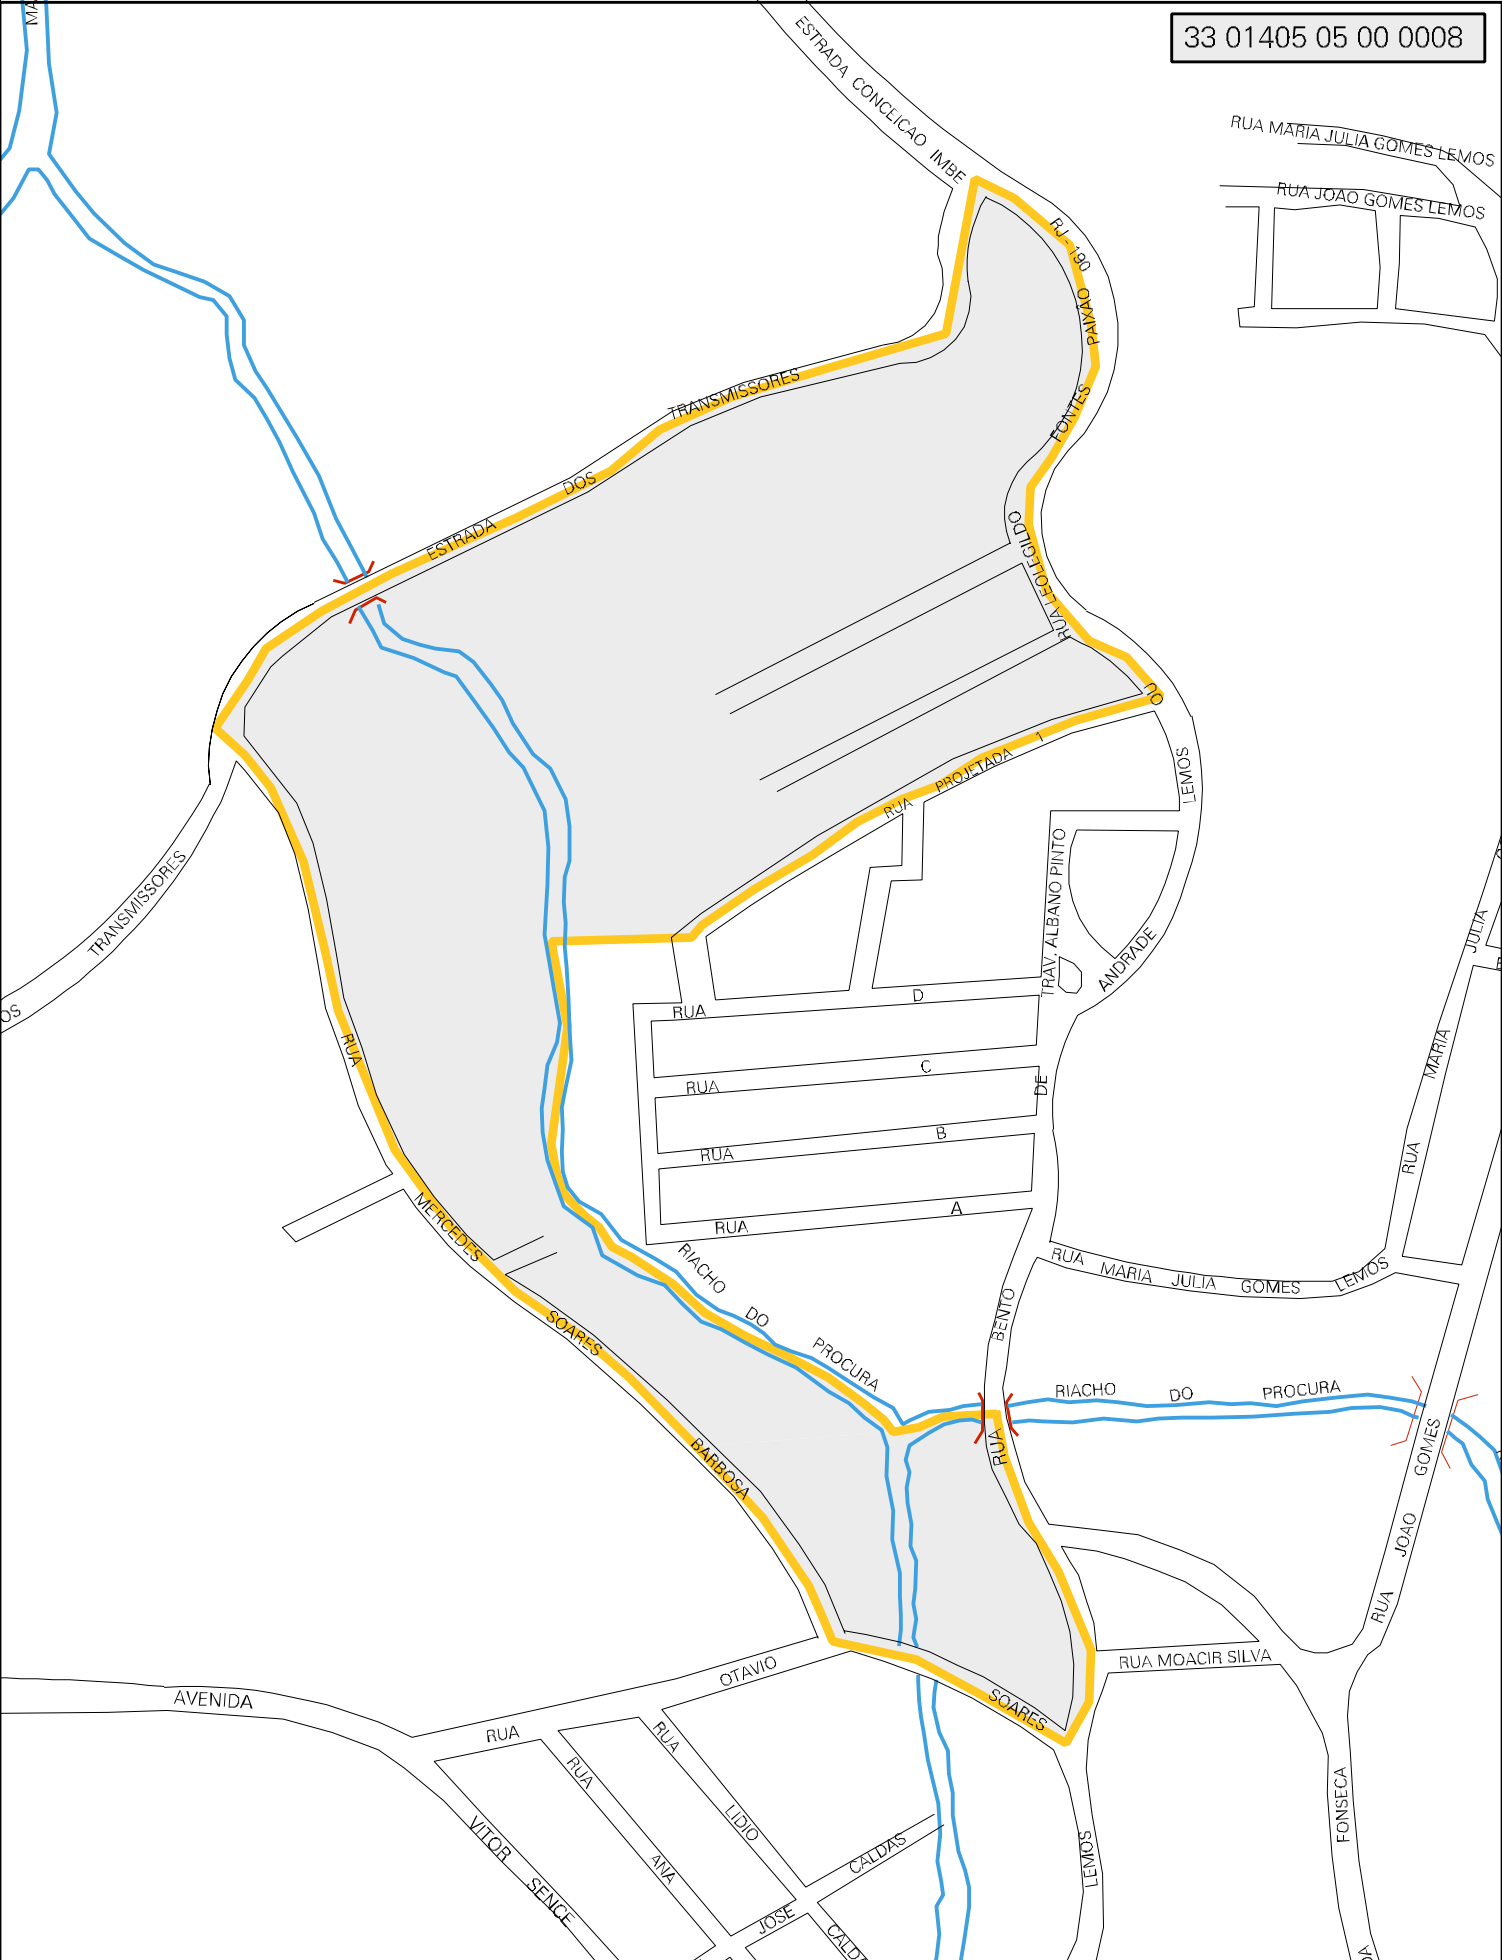 33 01405 05 00 0008
MA
ESTRADA CONCEICAO IMBE
RUA MARIA JULIA GOMES LEMOS
RUA JOAO GOMES LEMOS
RJ - 190
PAIXAO
FONTES
RUA LEOLEGILDO
OU
ESTRADA DOS TRANSMISSORES
RUA PROJETADA 1
LEMOS
TRAV. ALBANO PINTO
ANDRADE
TRANSMISSORES
OS
JULIA
MARIA
RUA
RUA D
RUA C
DE
RUA B
RUA A
RUA
MERCEDES
SOARES
BARBOSA
RIACHO DO PROCURA
BENTO
RUA
RUA MARIA JULIA GOMES LEMOS
RIACHO DO PROCURA
GOMES
JOAO
RUA
RUA MOACIR SILVA
OTAVIO
SOARES
RUA
AVENIDA
VITOR
SENCE
RUA
ANA
RUA
LIDIO
CALDAS
JOSE
LEMOS
FONSECA